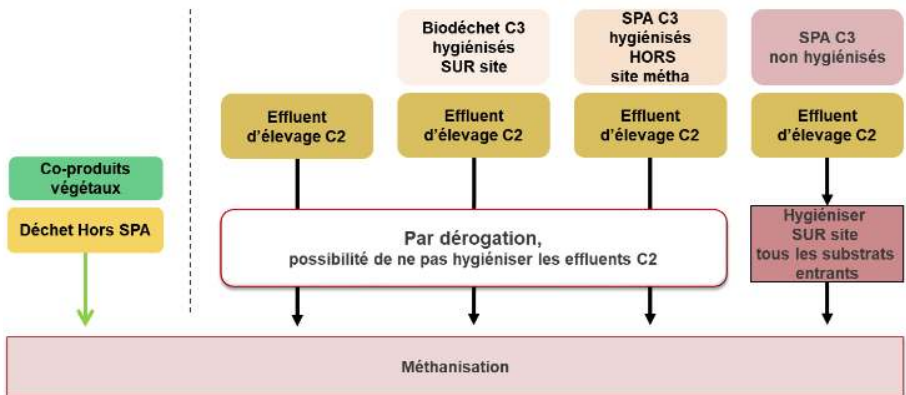 Biodéchet C3
hygiénisés
SUR site
SPA C3
hygiénisés
HORS
site métha
SPA C3
non hygiénisés
Effluent
d'élevage C2
Effluent
d'élevage C2
Effluent
d'élevage C2
Effluent
d'élevage C2
Co-produits
végétaux
Déchet Hors SPA
Par dérogation,
possibilité de ne pas hygiéniser les effluents C2
Hygiéniser
SUR site
tous les substrats
entrants
Méthanisation